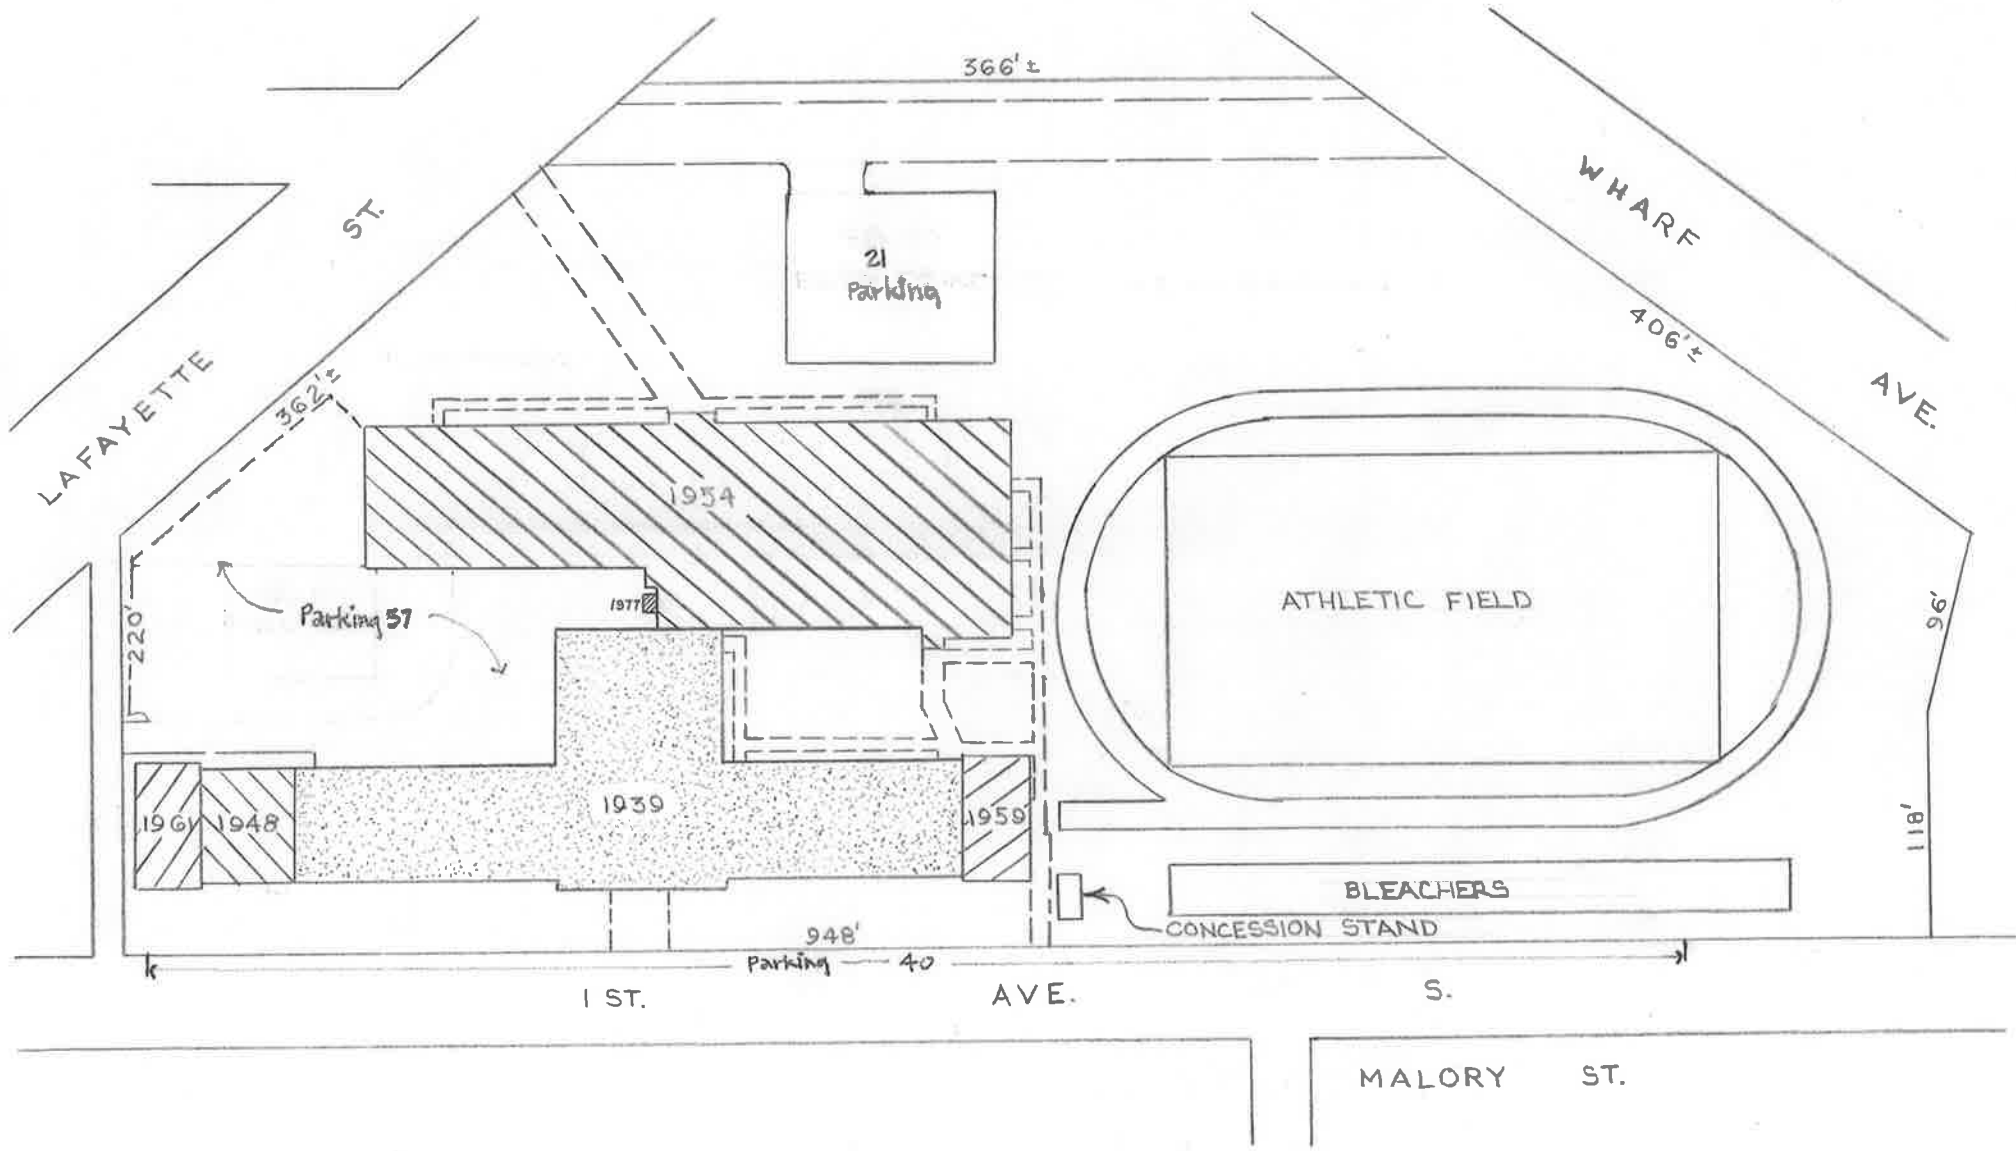 366'±
WHARF
AVE.
ST.
LAFAYETTE
21
Parking
406'±
362'±
1954
ATHLETIC FIELD
1977
Parking 57
220'
96'
1939
1961
1948
1959
118'
BLEACHERS
CONCESSION STAND
948'
Parking — 40
1 ST. AVE. S.
MALORY ST.